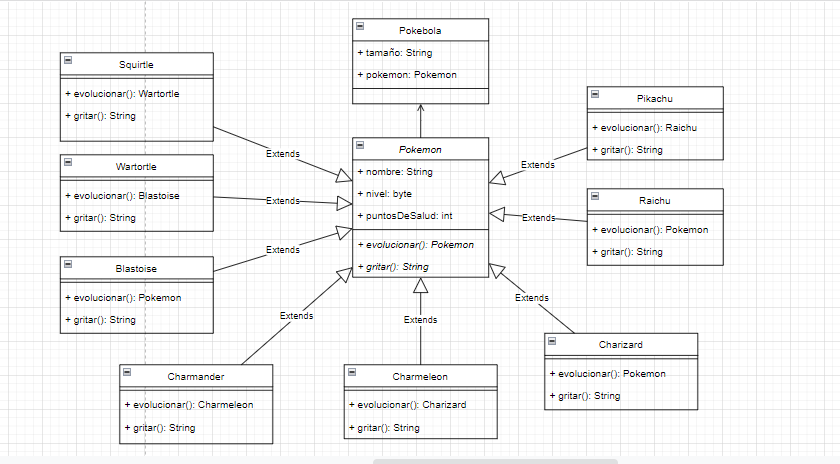 Pokebola
+ tamaño: String
+ pokemon: Pokemon
Squirtle
+ evolucionar(): Wartortle
+ gritar(): String
Pikachu
+ evolucionar(): Raichu
+ gritar(): String
Extends
Extends
Pokemon
+ nombre: String
+ nivel: byte
+ puntosDeSalud: int
+ evolucionar(): Pokemon
+ gritar(): String
Wartortle
+ evolucionar(): Blastoise
+ gritar(): String
Extends
Extends
Raichu
+ evolucionar(): Pokemon
+ gritar(): String
Blastoise
+ evolucionar(): Pokemon
+ gritar(): String
Extends
Extends
Extends
Extends
Charizard
+ evolucionar(): Pokemon
+ gritar(): String
Charmander
+ evolucionar(): Charmeleon
+ gritar(): String
Charmeleon
+ evolucionar(): Charizard
+ gritar(): String